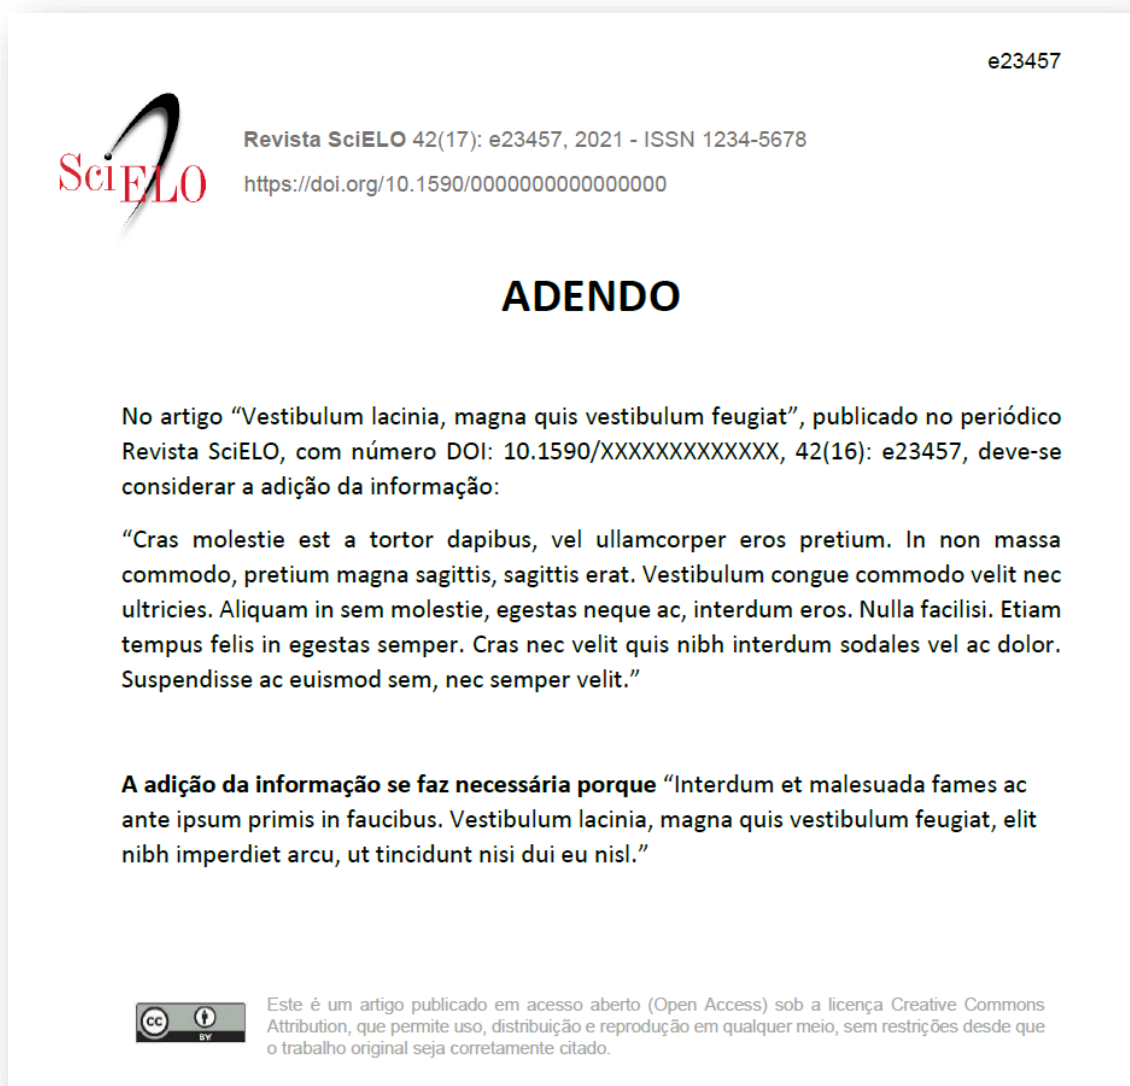 e23457
SciELO
Revista SciELO 42(17): e23457, 2021 - ISSN 1234-5678
https://doi.org/10.1590/0000000000000000
ADENDO
No artigo “Vestibulum lacinia, magna quis vestibulum feugiat”, publicado no periódico
Revista SciELO, com número DOI: 10.1590/XXXXXXXXXXXXX, 42(16): e23457, deve-se
considerar a adição da informação:
“Cras molestie est a tortor dapibus, vel ullamcorper eros pretium. In non massa
commodo, pretium magna sagittis, sagittis erat. Vestibulum congue commodo velit nec
ultricies. Aliquam in sem molestie, egestas neque ac, interdum eros. Nulla facilisi. Etiam
tempus felis in egestas semper. Cras nec velit quis nibh interdum sodales vel ac dolor.
Suspendisse ac euismod sem, nec semper velit.”
A adição da informação se faz necessária porque “Interdum et malesuada fames ac
ante ipsum primis in faucibus. Vestibulum lacinia, magna quis vestibulum feugiat, elit
nibh imperdiet arcu, ut tincidunt nisi dui eu nisl.”
cc BY
Este é um artigo publicado em acesso aberto (Open Access) sob a licença Creative Commons
Attribution, que permite uso, distribuição e reprodução em qualquer meio, sem restrições desde que
o trabalho original seja corretamente citado.